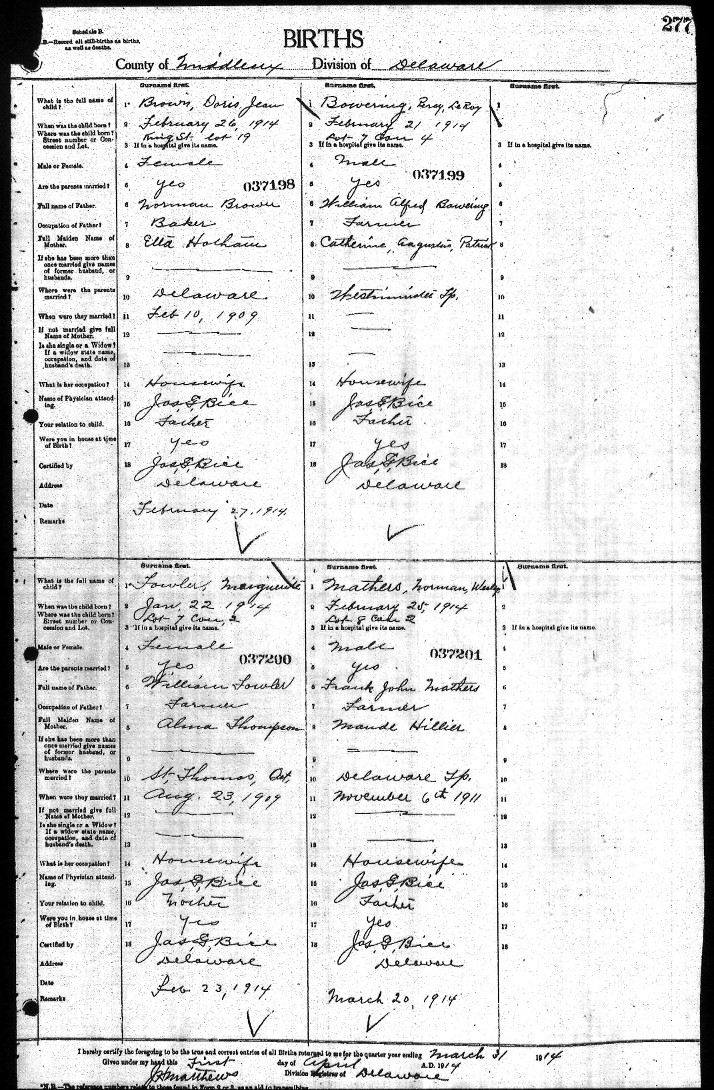 277
Schedule B.
N.B.—Record all still-births as births,
as well as deaths.
BIRTHS
County of Middlesex Division of Delaware
Surname first. Surname first. Surname first.
What is the full name of child? 1 Brown, Doris, Jean 1 Bowering, LeRoy 1
When was the child born? 2 February 26, 1914 2 February 21 1914 2
Where was the child born? Street number or Concession and Lot. King St. Lot 19 Lot 7 Con 4
3 If in a hospital give its name. 3 If in a hospital give its name. 3 If in a hospital give its name.
Male or Female. 4 Female 4 Male 4
037198 037199
Are the parents married? 5 yes 5 yes 5
Full name of Father. 6 Norman Brown 6 William Alfred Bowering 6
Occupation of Father? 7 Baker 7 Farmer 7
Full Maiden Name of Mother. 8 Ella Hotham 8 Catherine, Augustus, Patrick 8
If she has been more than once married give names of former husband, or husbands. 9 9 9
Where were the parents married? 10 Delaware 10 Westminster Tp. 10
When were they married? 11 Feb 10, 1909 11 11
If not married give full Name of Mother. 12 12 12
Is she single or a Widow? If a widow state name, occupation, and date of husband's death. 13 13 13
What is her occupation? 14 Housewife 14 Housewife 14
Name of Physician attending. 15 Jas G Bice 15 Jas G Bice 15
Your relation to child. 16 Father 16 Father 16
Were you in house at time of Birth? 17 yes 17 yes 17
Certified by 18 Jas G Bice 18 Jas G Bice 18
Address Delaware Delaware
Date February 27, 1914
Remarks
Surname first. Surname first. Surname first.
What is the full name of child? 1 Fowler, Marguerite 1 Mathers, Norman, Wesley 1
When was the child born? 2 Jan 22 1914 2 February 25, 1914 2
Where was the child born? Street number or Concession and Lot. Lot 7 Con 2 Lot 8 Con 2
3 If in a hospital give its name. 3 If in a hospital give its name. 3 If in a hospital give its name.
Male or Female. 4 Female 4 Male 4
037200 037201
Are the parents married? 5 yes 5 yes 5
Full name of Father. 6 William Fowler 6 Frank John Mathers 6
Occupation of Father? 7 Farmer 7 Farmer 7
Full Maiden Name of Mother. 8 Alma Thompson 8 Maude Hillier 8
If she has been more than once married give names of former husband, or husbands. 9 9 9
Where were the parents married? 10 St. Thomas, Ont. 10 Delaware Tp. 10
When were they married? 11 Aug. 23, 1909 11 November 6th 1911 11
If not married give full Name of Mother. 12 12 12
Is she single or a Widow? If a widow state name, occupation, and date of husband's death. 13 13 13
What is her occupation? 14 Housewife 14 Housewife 14
Name of Physician attending. 15 Jas G Bice 15 Jas G Bice 15
Your relation to child. 16 Mother 16 Father 16
Were you in house at time of Birth? 17 Yes 17 Yes 17
Certified by 18 Jas G Bice 18 Jas G Bice 18
Address Delaware Delaware
Date Feb 23, 1914 March 20, 1914
Remarks
I hereby certify the foregoing to be the true and correct entries of all Births returned to me for the quarter year ending March 31 1914
Given under my hand this First day of April A.D. 1914
Matthews Division Registrar of Delaware